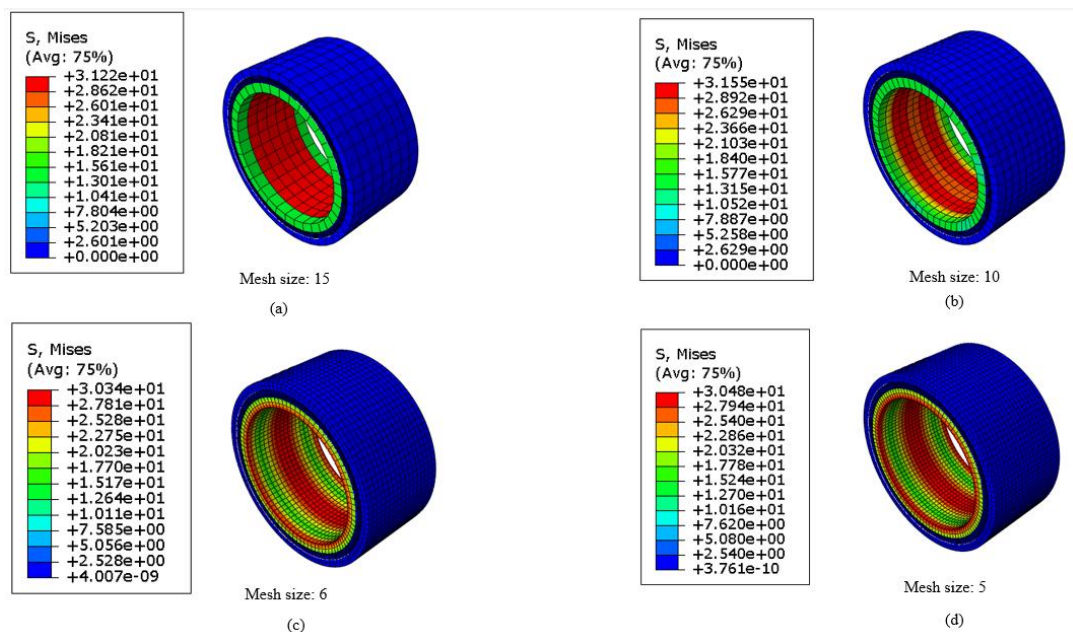 S, Mises
(Avg: 75%)
+3.122e+01
+2.862e+01
+2.601e+01
+2.341e+01
+2.081e+01
+1.821e+01
+1.561e+01
+1.301e+01
+1.041e+01
+7.804e+00
+5.203e+00
+2.601e+00
+0.000e+00
Mesh size: 15
(a)
S, Mises
(Avg: 75%)
+3.155e+01
+2.892e+01
+2.629e+01
+2.366e+01
+2.103e+01
+1.840e+01
+1.577e+01
+1.315e+01
+1.052e+01
+7.887e+00
+5.258e+00
+2.629e+00
+0.000e+00
Mesh size: 10
(b)
S, Mises
(Avg: 75%)
+3.034e+01
+2.781e+01
+2.528e+01
+2.275e+01
+2.023e+01
+1.770e+01
+1.517e+01
+1.264e+01
+1.011e+01
+7.585e+00
+5.056e+00
+2.528e+00
+4.007e-09
Mesh size: 6
(c)
S, Mises
(Avg: 75%)
+3.048e+01
+2.794e+01
+2.540e+01
+2.286e+01
+2.032e+01
+1.778e+01
+1.524e+01
+1.270e+01
+1.016e+01
+7.620e+00
+5.080e+00
+2.540e+00
+3.761e-10
Mesh size: 5
(d)